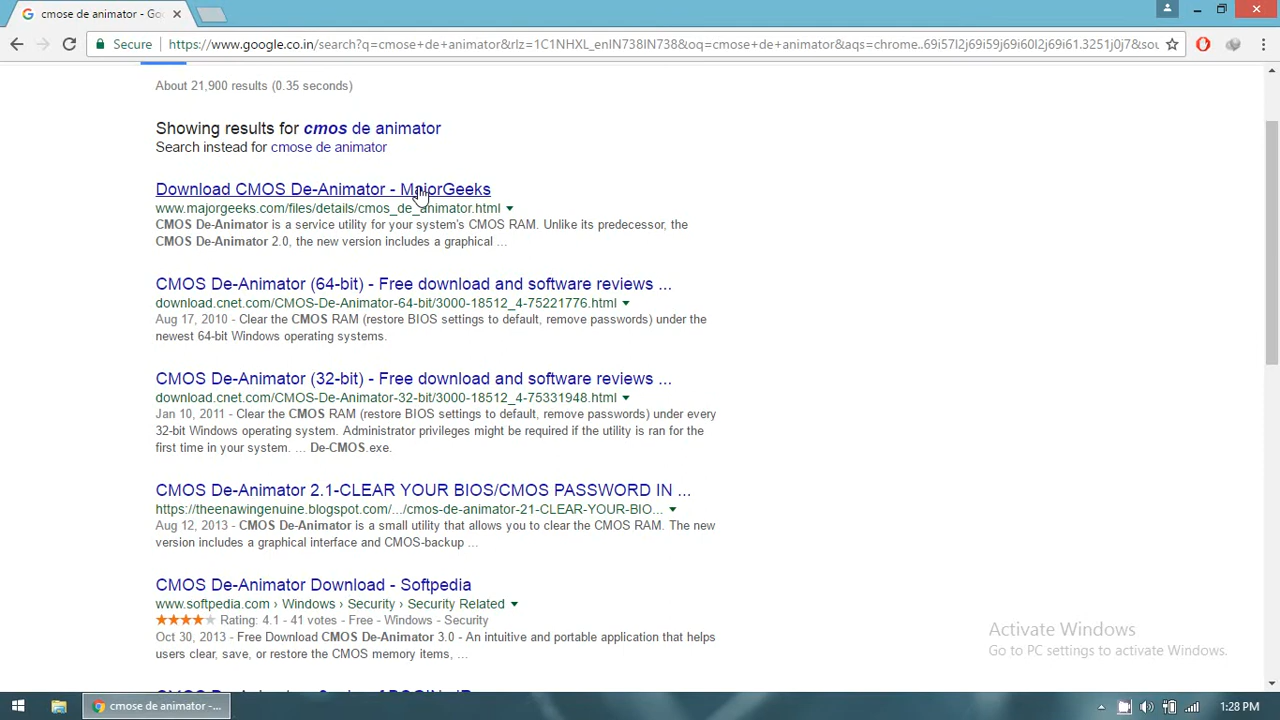 cmose de animator - Goo
Secure https://www.google.co.in/search?q=cmose+de+animator&rlz=1C1NHXL_enIN738IN738&oq=cmose+de+animator&aqs=chrome..69i57l2j69i59j69i60l2j69i61.3251j0j7&sou
About 21,900 results (0.35 seconds)
Showing results for cmos de animator
Search instead for cmose de animator
Download CMOS De-Animator - MajorGeeks
www.majorgeeks.com/files/details/cmos_de_animator.html
CMOS De-Animator is a service utility for your system's CMOS RAM. Unlike its predecessor, the
CMOS De-Animator 2.0, the new version includes a graphical ...
CMOS De-Animator (64-bit) - Free download and software reviews ...
download.cnet.com/CMOS-De-Animator-64-bit/3000-18512_4-75221776.html
Aug 17, 2010 - Clear the CMOS RAM (restore BIOS settings to default, remove passwords) under the
newest 64-bit Windows operating systems.
CMOS De-Animator (32-bit) - Free download and software reviews ...
download.cnet.com/CMOS-De-Animator-32-bit/3000-18512_4-75331948.html
Jan 10, 2011 - Clear the CMOS RAM (restore BIOS settings to default, remove passwords) under every
32-bit Windows operating system. Administrator privileges might be required if the utility is ran for the
first time in your system. ... De-CMOS.exe.
CMOS De-Animator 2.1-CLEAR YOUR BIOS/CMOS PASSWORD IN ...
https://theenawingenuine.blogspot.com/.../cmos-de-animator-21-CLEAR-YOUR-BIO...
Aug 12, 2013 - CMOS De-Animator is a small utility that allows you to clear the CMOS RAM. The new
version includes a graphical interface and CMOS-backup ...
CMOS De-Animator Download - Softpedia
www.softpedia.com › Windows › Security › Security Related
Rating: 4.1 - 41 votes - Free - Windows - Security
Oct 30, 2013 - Free Download CMOS De-Animator 3.0 - An intuitive and portable application that helps
users clear, save, or restore the CMOS memory items, ...
Activate Windows
Go to PC settings to activate Windows.
cmose de animator -...
1:28 PM